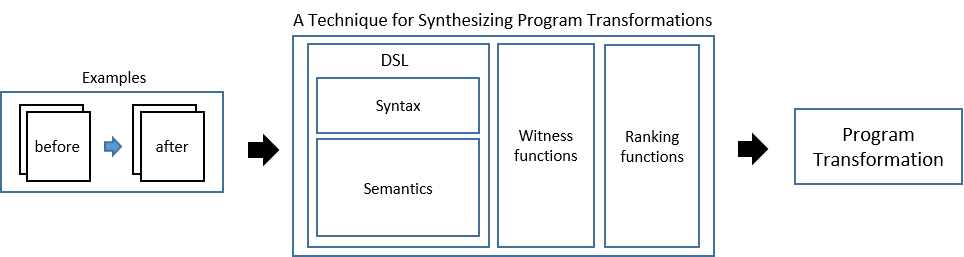 A Technique for Synthesizing Program Transformations
Examples
before
after
DSL
Syntax
Semantics
Witness
functions
Ranking
functions
Program
Transformation